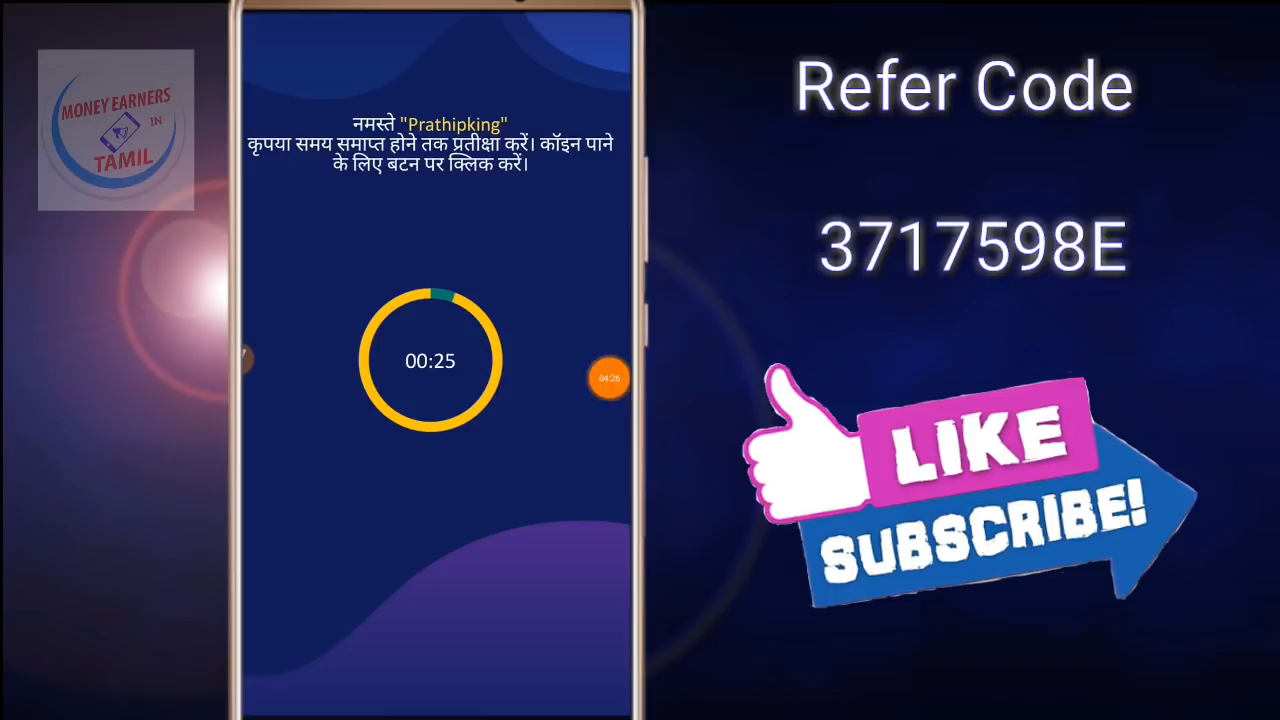 MONEY EARNERS
IN
TAMIL
नमस्ते "Prathipking"
कृपया समय समाप्त होने तक प्रतीक्षा करें। कॉइन पाने
के लिए बटन पर क्लिक करें।
00:25
04:26
Refer Code
3717598E
LIKE
SUBSCRIBE!